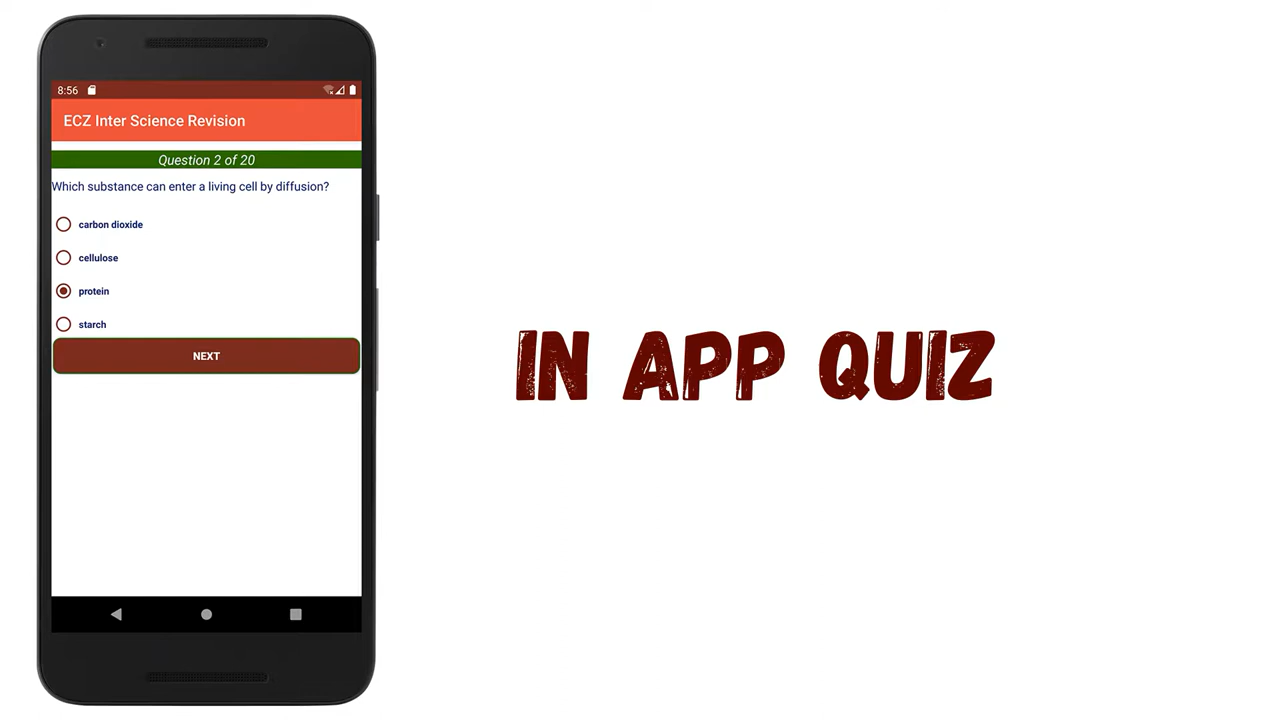 8:56
ECZ Inter Science Revision
Question 2 of 20
Which substance can enter a living cell by diffusion?
carbon dioxide
cellulose
protein
starch
NEXT
IN APP QUIZ